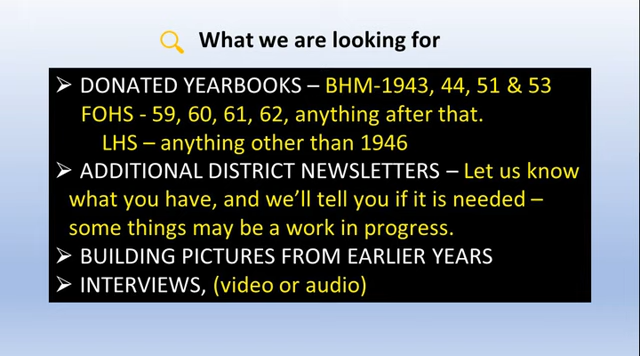 What we are looking for
➢ DONATED YEARBOOKS – BHM-1943, 44, 51 & 53
FOHS - 59, 60, 61, 62, anything after that.
LHS – anything other than 1946
➢ ADDITIONAL DISTRICT NEWSLETTERS – Let us know
what you have, and we’ll tell you if it is needed –
some things may be a work in progress.
➢ BUILDING PICTURES FROM EARLIER YEARS
➢ INTERVIEWS, (video or audio)